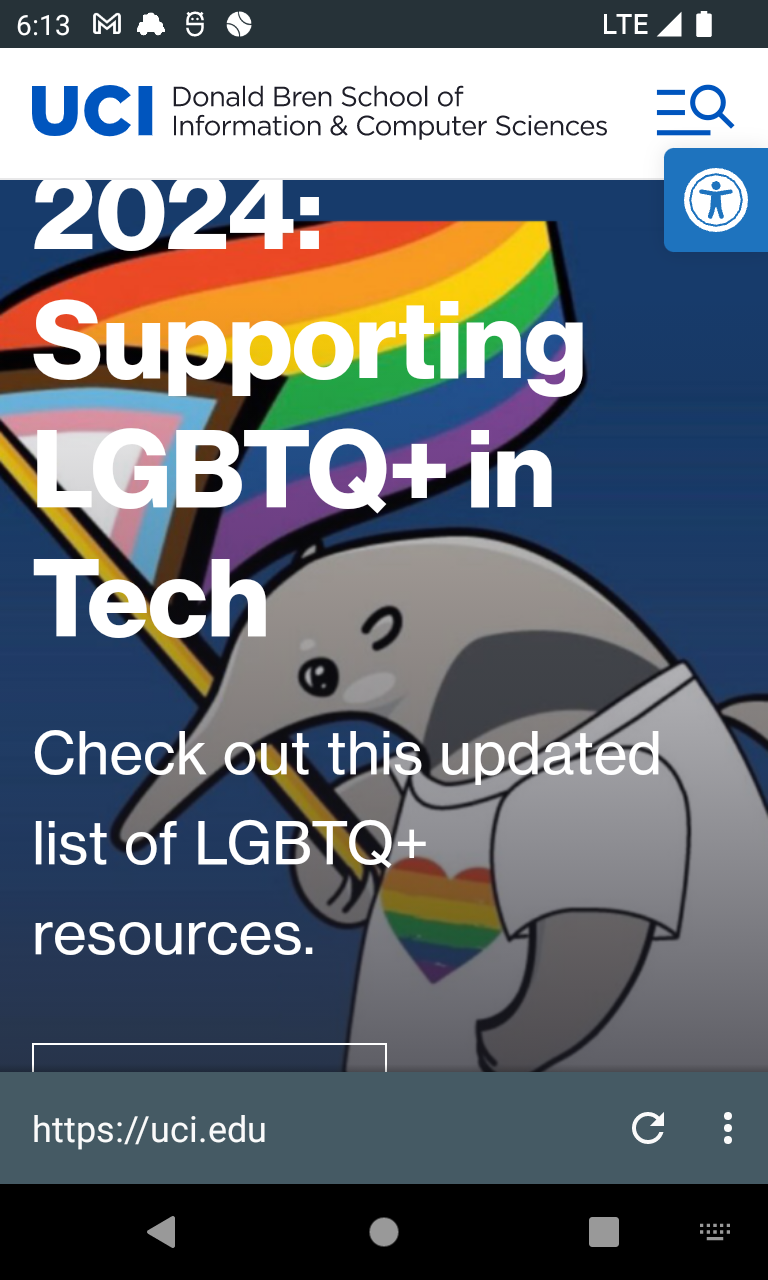 6:13
LTE
UCI
Donald Bren School of
Information & Computer Sciences
2024:
Supporting
LGBTQ+ in
Tech
Check out this updated
list of LGBTQ+
resources.
https://uci.edu